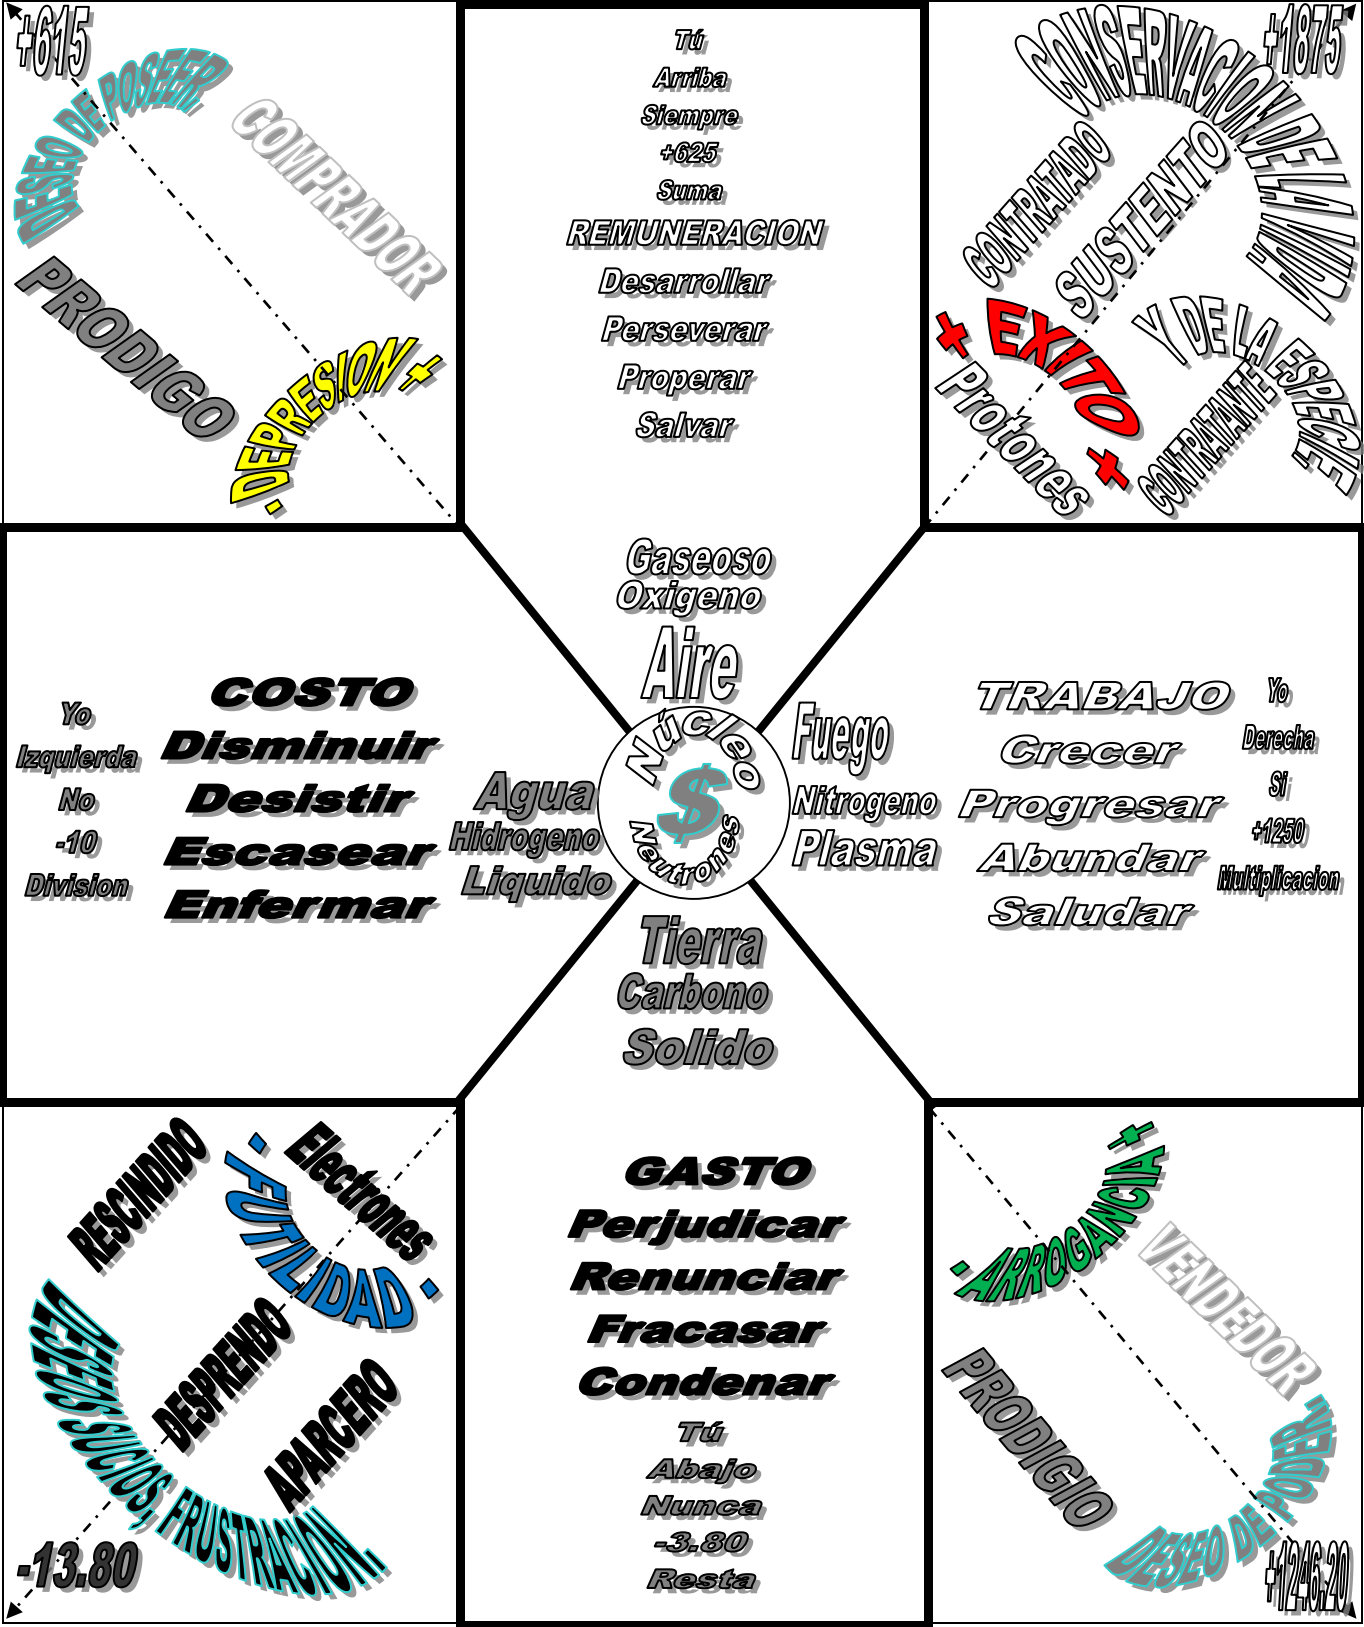 +615
DESEO DE POSEER,
COMPRADOR
PRODIGO
- DEPRESION +
Tú
Arriba
Siempre
+625
Suma
REMUNERACION
Desarrollar
Perseverar
Properar
Salvar
+1875
CONSERVACION DE LA VIDA
CONTRATADO
SUSTENTO
Y DE LA ESPECIE
+ EXITO +
Protones
CONTRATANTE
Gaseoso
Oxigeno
Aire
Yo
Izquierda
No
-10
Division
COSTO
Disminuir
Desistir
Escasear
Enfermar
Agua
Hidrogeno
Liquido
Núcleo
$
Neutrones
Fuego
Nitrogeno
Plasma
TRABAJO
Crecer
Progresar
Abundar
Saludar
Yo
Derecha
Si
+1250
Multiplicacion
Tierra
Carbono
Solido
RESCINDIDO
- FUTILIDAD -
Electrones
DESPRENDO
APARCERO
DESEOS SUCIOS, FRUSTRACION.
-13.80
GASTO
Perjudicar
Renunciar
Fracasar
Condenar
Tú
Abajo
Nunca
-3.80
Resta
- ARROGANCIA +
VENDEDOR
PRODIGIO
DESEO DE PODER,
+1246.20